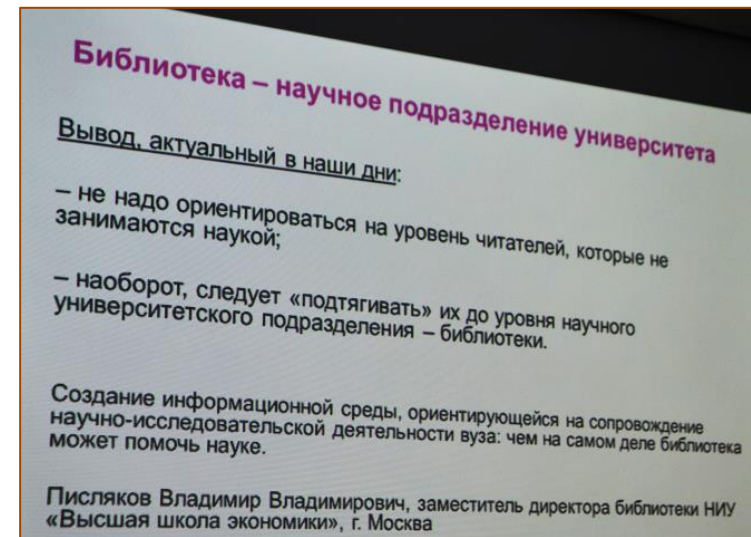 Библиотека – научное подразделение университета
Вывод, актуальный в наши дни:
– не надо ориентироваться на уровень читателей, которые не
занимаются наукой;
– наоборот, следует «подтягивать» их до уровня научного
университетского подразделения – библиотеки.
Создание информационной среды, ориентирующейся на сопровождение
научно-исследовательской деятельности вуза: чем на самом деле библиотека
может помочь науке.
Писляков Владимир Владимирович, заместитель директора библиотеки НИУ
«Высшая школа экономики», г. Москва